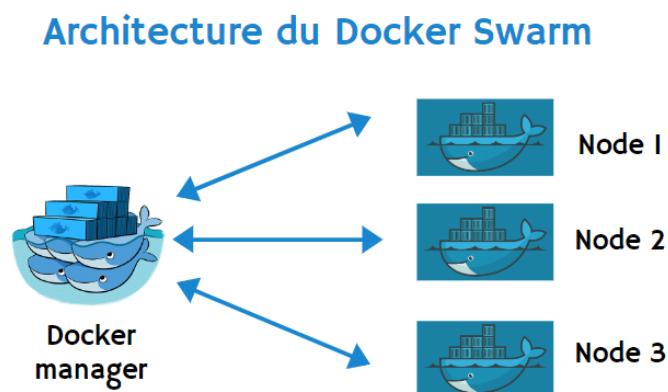 Architecture du Docker Swarm
Node 1
Node 2
Docker
manager
Node 3